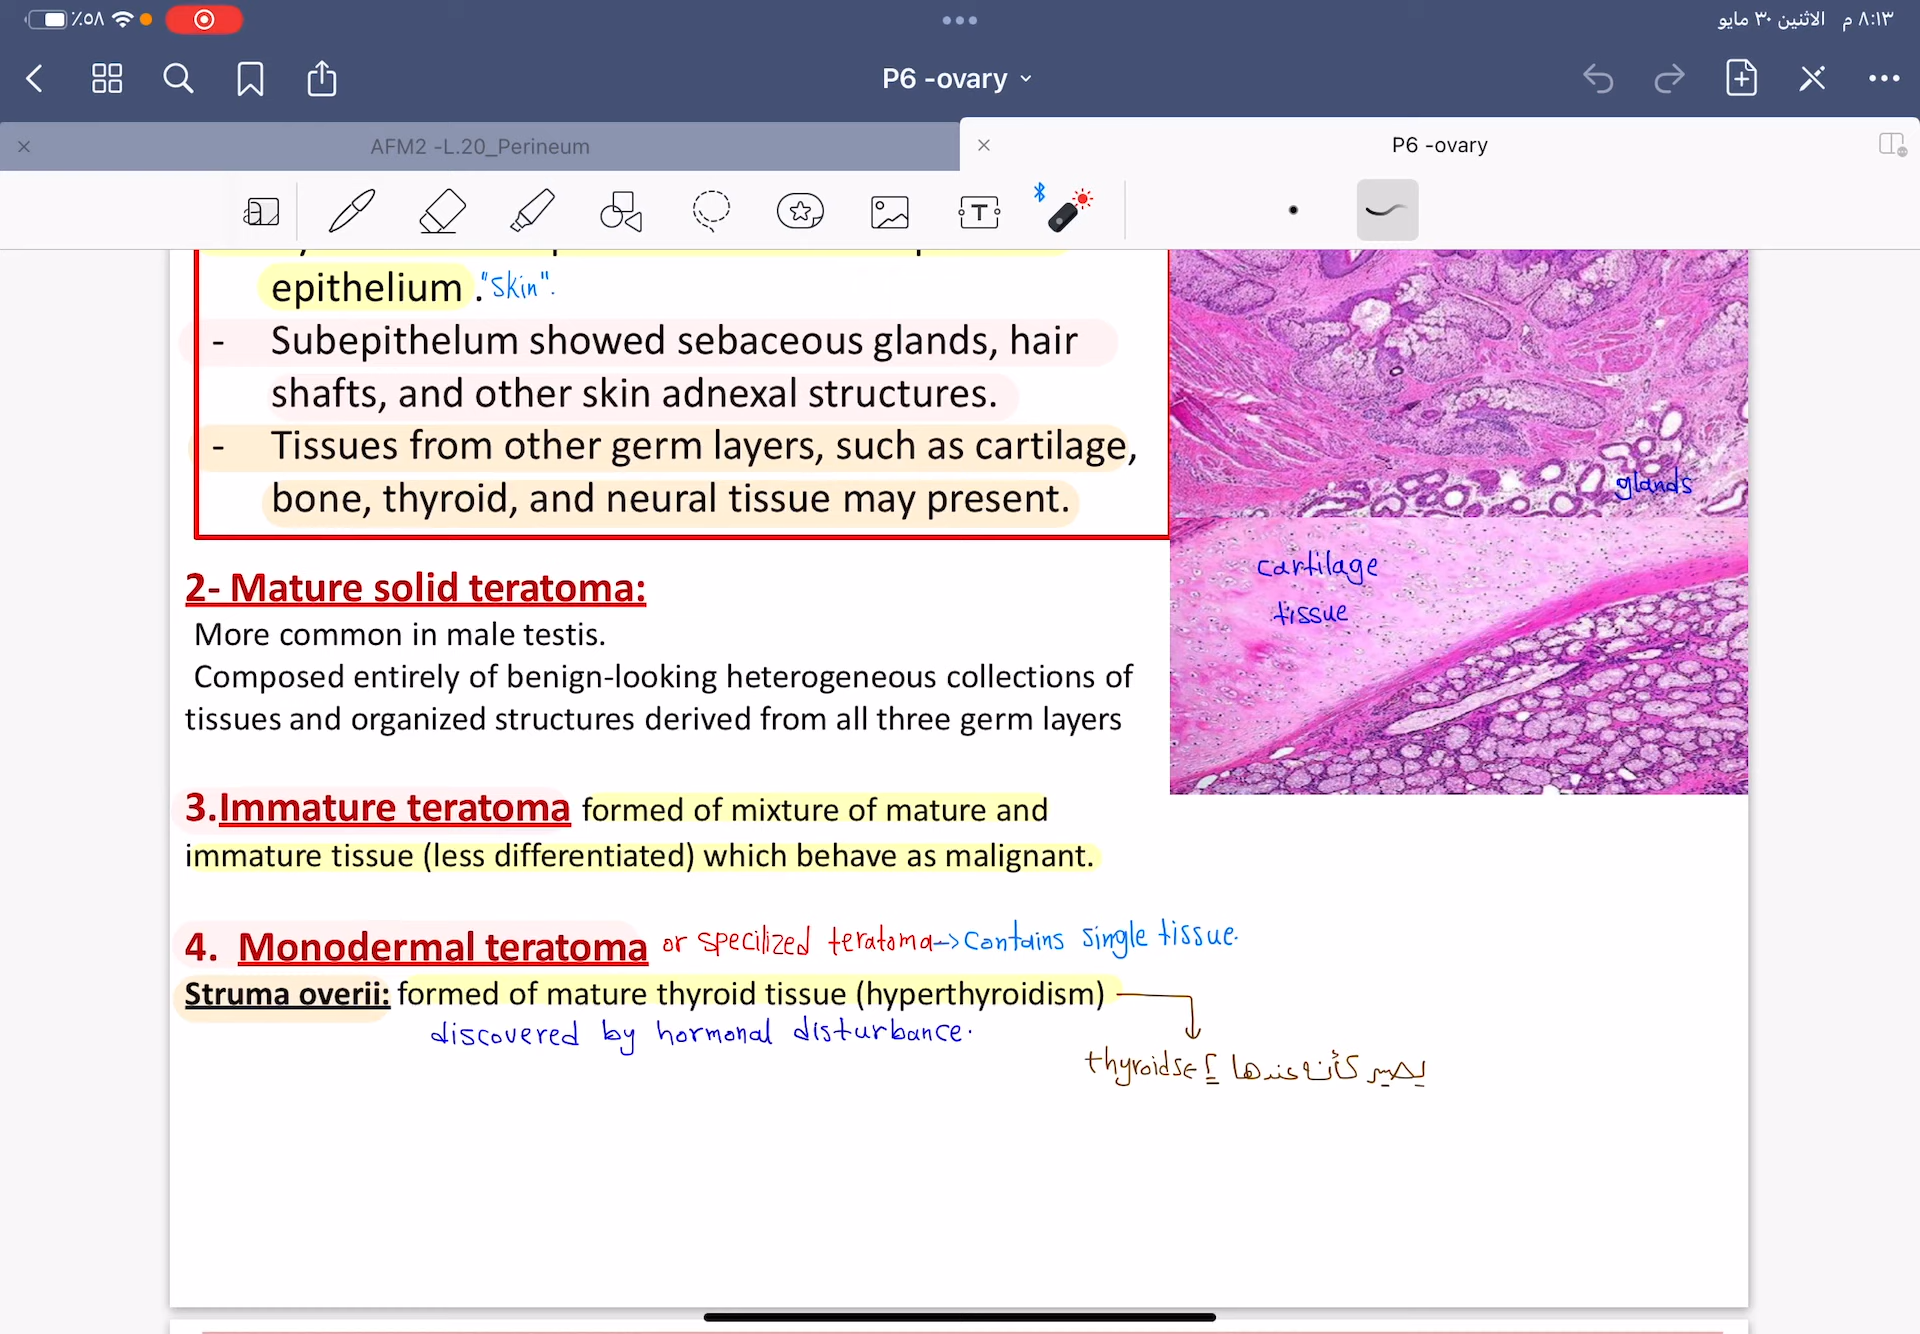 ٪٥٨
٨:١٣ م الاثنين ٣٠ مايو
P6 -ovary
AFM2 -L.20_Perineum
P6 -ovary
T
epithelium . "Skin".
- Subepithelum showed sebaceous glands, hair
shafts, and other skin adnexal structures.
- Tissues from other germ layers, such as cartilage,
bone, thyroid, and neural tissue may present.
glands
cartilage
tissue
2- Mature solid teratoma:
More common in male testis.
Composed entirely of benign-looking heterogeneous collections of
tissues and organized structures derived from all three germ layers
3.Immature teratoma formed of mixture of mature and
immature tissue (less differentiated) which behave as malignant.
4. Monodermal teratoma or specilized teratoma -> Contains single tissue.
Struma overii: formed of mature thyroid tissue (hyperthyroidism)
discovered by hormonal disturbance.
يصير كأنه عندها